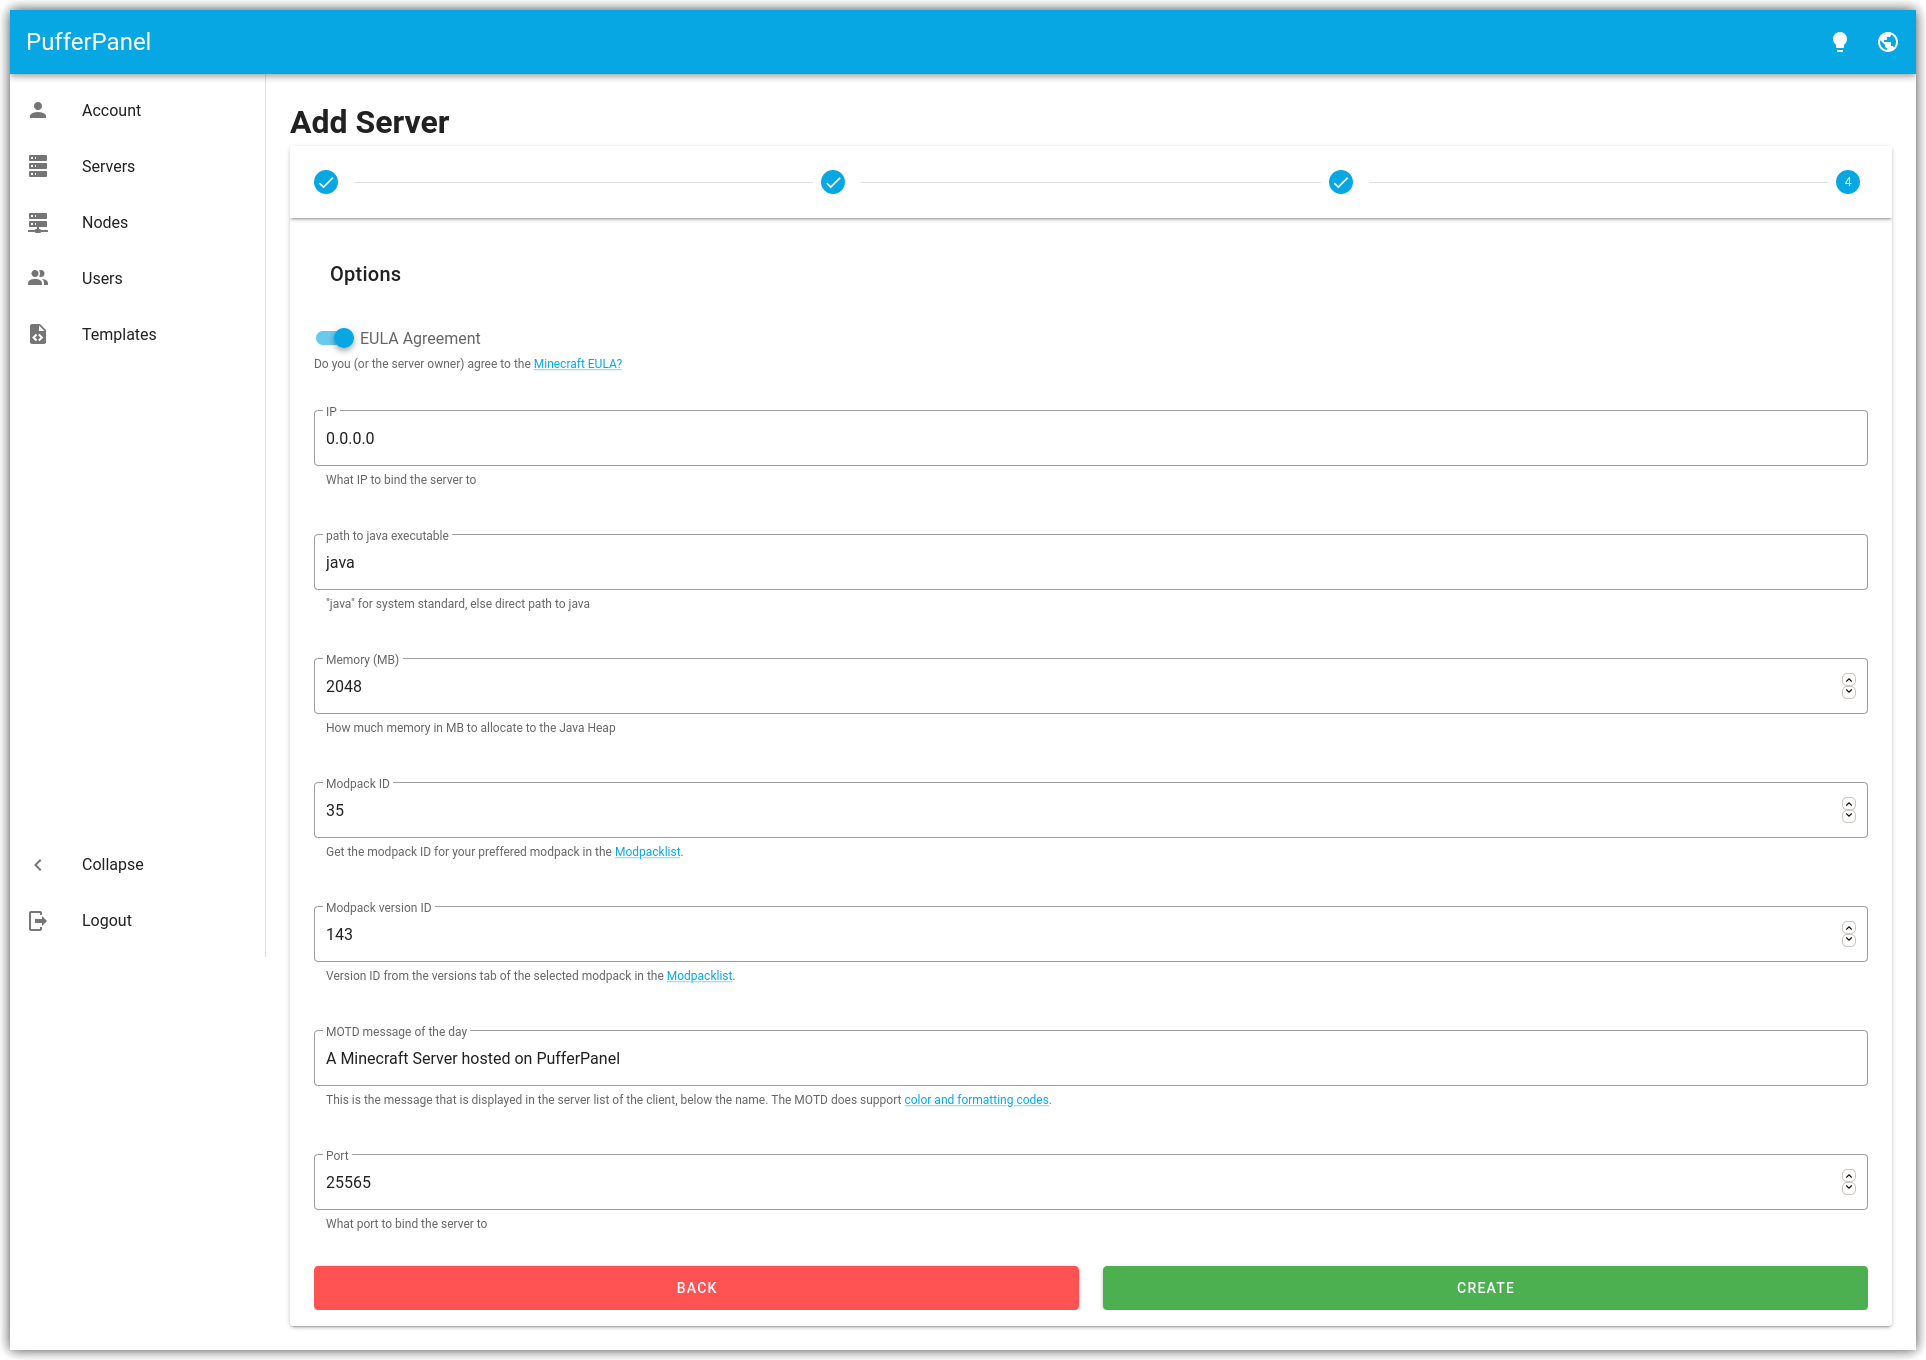 PufferPanel
Account
Servers
Nodes
Users
Templates
Collapse
Logout
Add Server
4
Options
EULA Agreement
Do you (or the server owner) agree to the Minecraft EULA?
IP
0.0.0.0
What IP to bind the server to
path to java executable
java
"java" for system standard, else direct path to java
Memory (MB)
2048
How much memory in MB to allocate to the Java Heap
Modpack ID
35
Get the modpack ID for your preffered modpack in the Modpacklist.
Modpack version ID
143
Version ID from the versions tab of the selected modpack in the Modpacklist.
MOTD message of the day
A Minecraft Server hosted on PufferPanel
This is the message that is displayed in the server list of the client, below the name. The MOTD does support color and formatting codes.
Port
25565
What port to bind the server to
BACK
CREATE